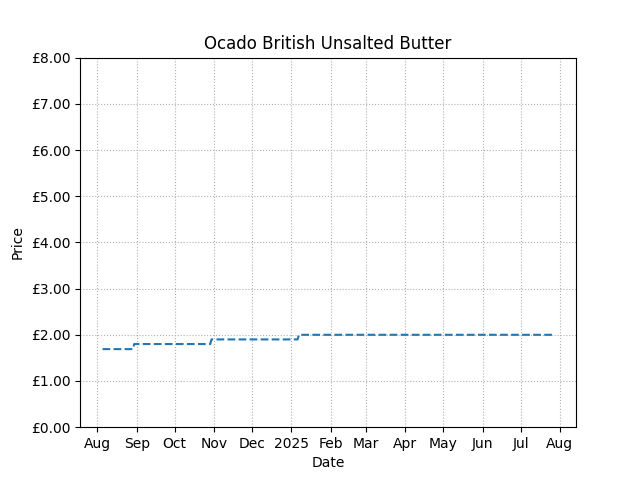 Ocado British Unsalted Butter
£8.00
£7.00
£6.00
£5.00
£4.00
£3.00
£2.00
£1.00
£0.00
Price
Aug Sep Oct Nov Dec 2025 Feb Mar Apr May Jun Jul Aug
Date